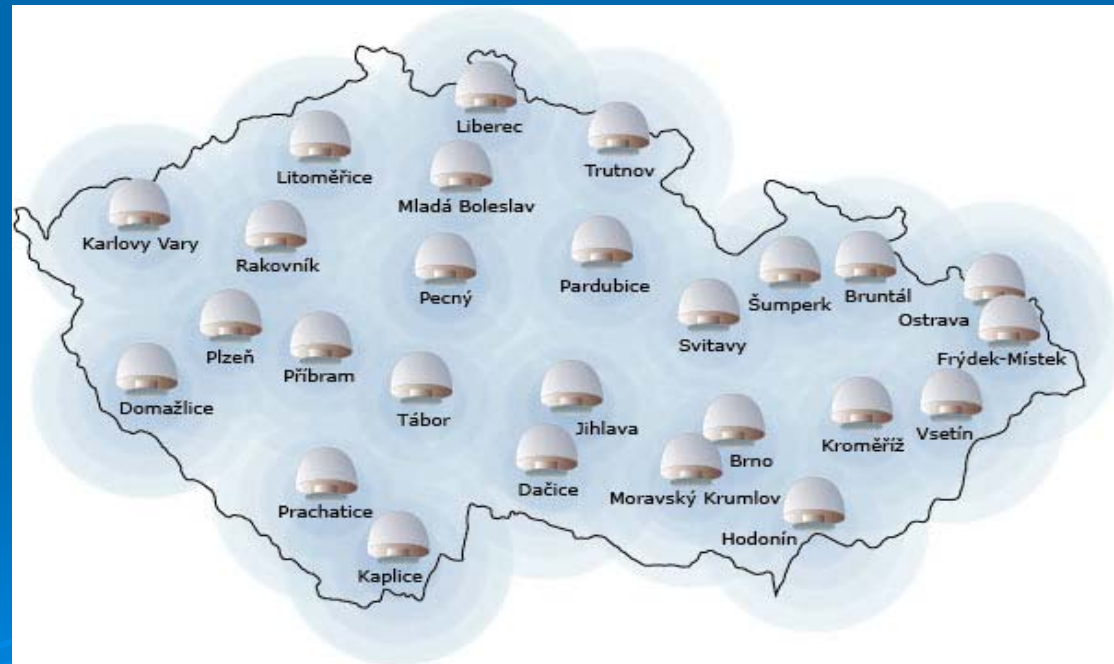 Liberec
Trutnov
Litoměřice
Mladá Boleslav
Karlovy Vary
Rakovník
Pecný
Pardubice
Šumperk
Bruntál
Ostrava
Plzeň
Svitavy
Frýdek-Místek
Příbram
Domažlice
Tábor
Jihlava
Vsetín
Kroměříž
Brno
Dačice
Moravský Krumlov
Prachatice
Hodonín
Kaplice